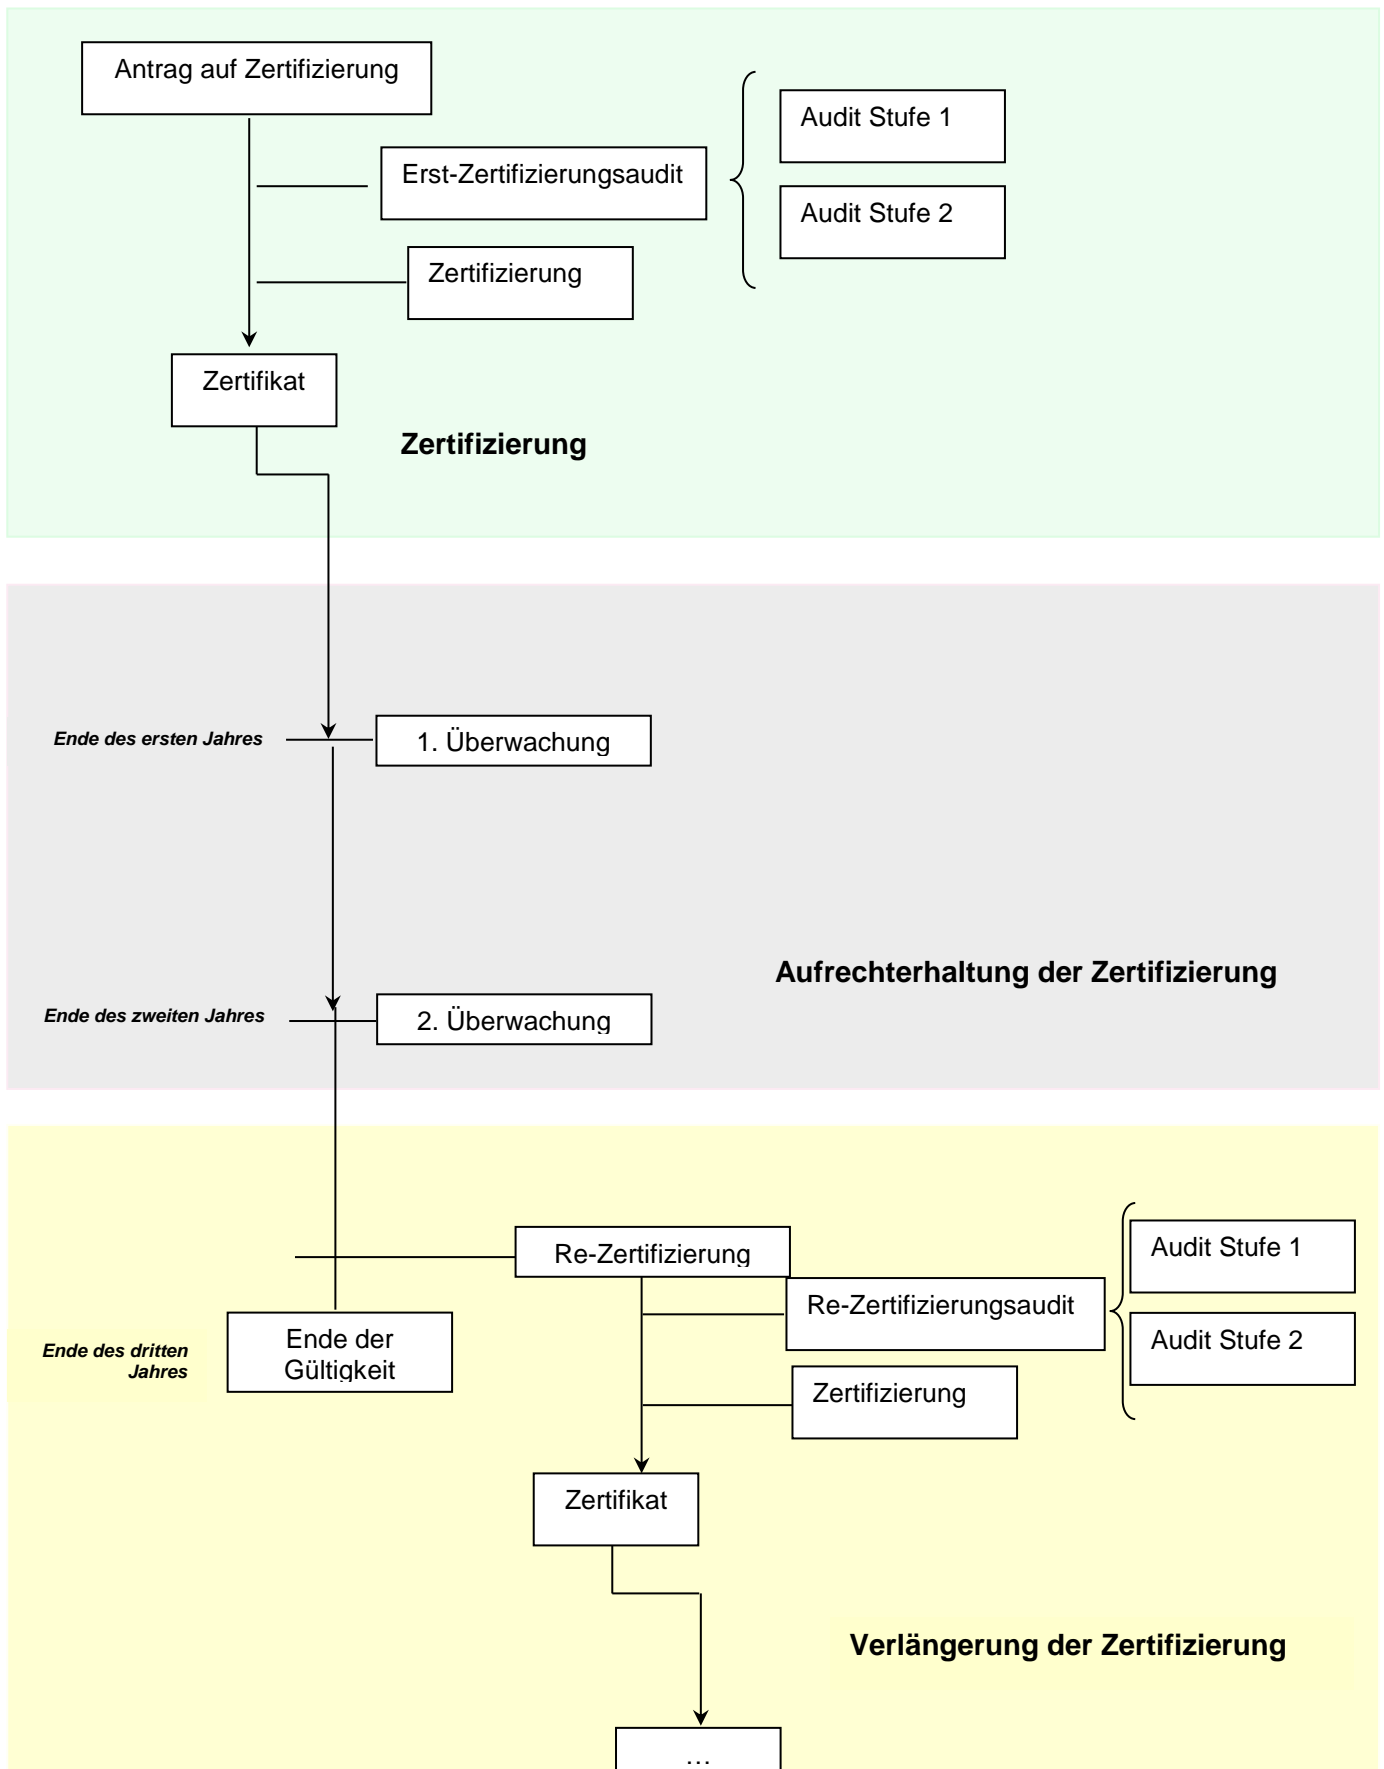 Antrag auf Zertifizierung
Audit Stufe 1
Erst-Zertifizierungsaudit
Audit Stufe 2
Zertifizierung
Zertifikat
Zertifizierung
Ende des ersten Jahres
1. Überwachung
Aufrechterhaltung der Zertifizierung
Ende des zweiten Jahres
2. Überwachung
Re-Zertifizierung
Audit Stufe 1
Re-Zertifizierungsaudit
Ende des dritten
Jahres
Ende der
Gültigkeit
Audit Stufe 2
Zertifizierung
Zertifikat
Verlängerung der Zertifizierung
…